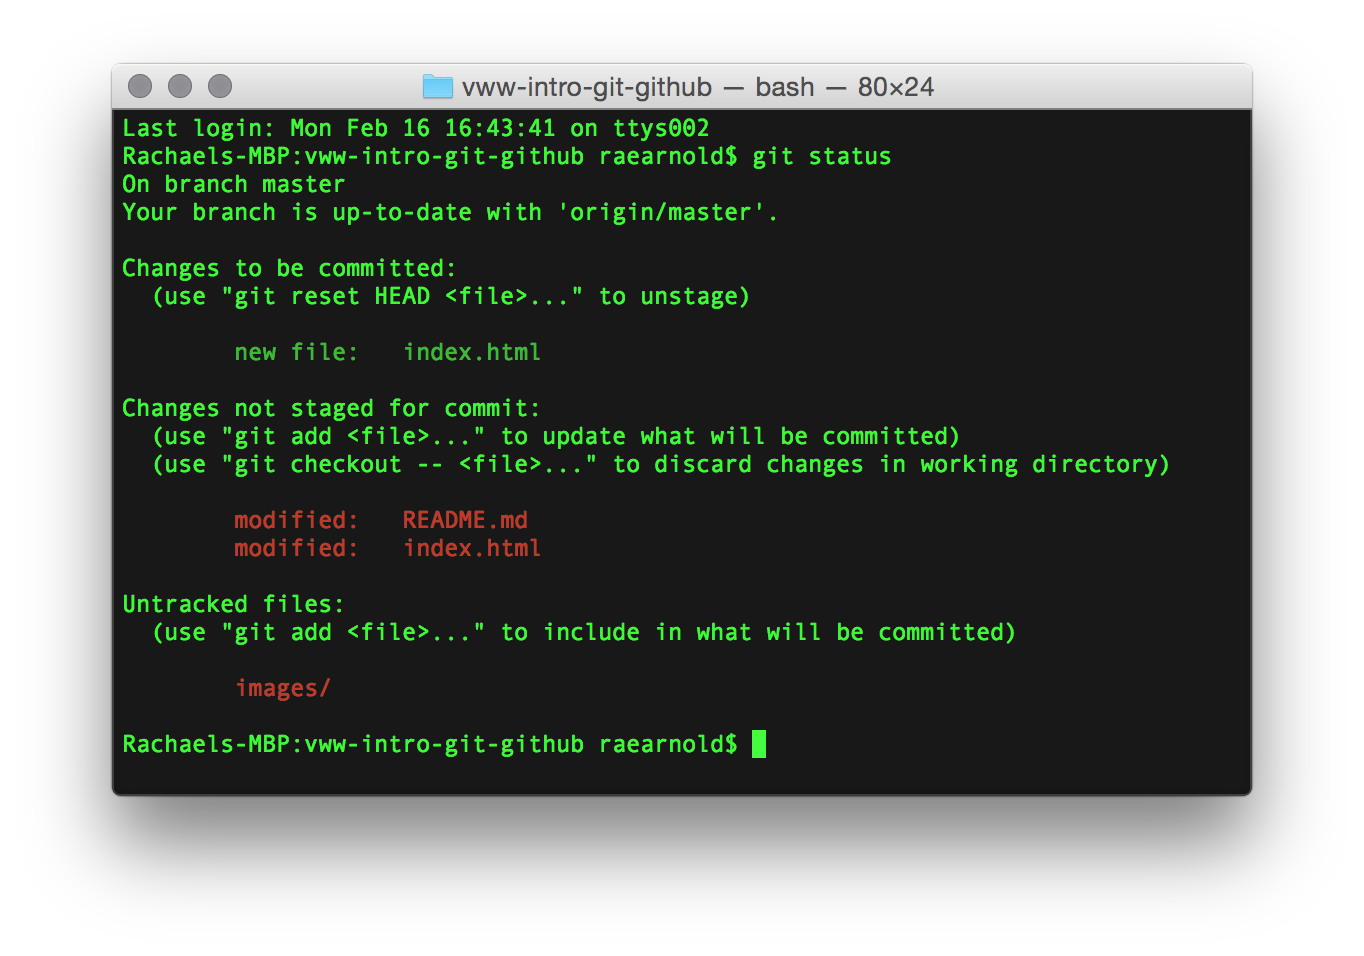 vww-intro-git-github — bash — 80×24
Last login: Mon Feb 16 16:43:41 on ttys002
Rachaels-MBP:vww-intro-git-github raearnold$ git status
On branch master
Your branch is up-to-date with 'origin/master'.
Changes to be committed:
(use "git reset HEAD <file>..." to unstage)
new file:   index.html
Changes not staged for commit:
(use "git add <file>..." to update what will be committed)
(use "git checkout -- <file>..." to discard changes in working directory)
modified:   README.md
modified:   index.html
Untracked files:
(use "git add <file>..." to include in what will be committed)
images/
Rachaels-MBP:vww-intro-git-github raearnold$